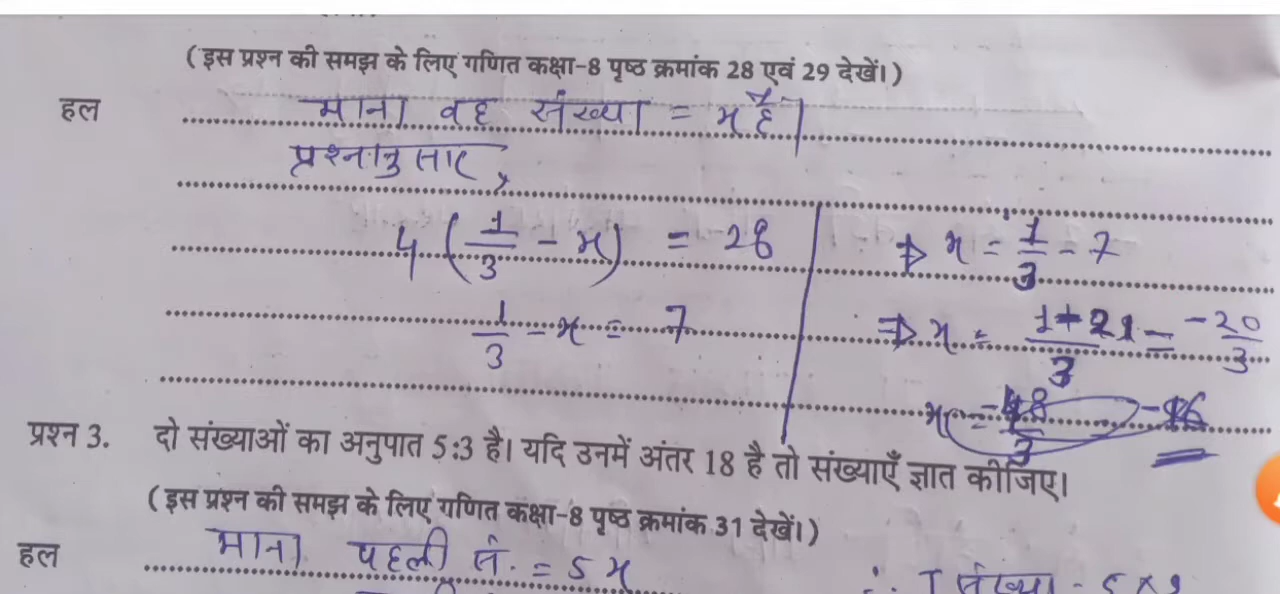 (इस प्रश्न की समझ के लिए गणित कक्षा-8 पृष्ठ क्रमांक 28 एवं 29 देखें।)
हल माना वह संख्या = x है।
प्रश्नानुसार,
4 (1/3 - x) = 28
1/3 - x = 7
⇒ x = 1/3 - 7
⇒ x = 1+21/3 = -20/3
प्रश्न 3. दो संख्याओं का अनुपात 5:3 है। यदि उनमें अंतर 18 है तो संख्याएँ ज्ञात कीजिए।
(इस प्रश्न की समझ के लिए गणित कक्षा-8 पृष्ठ क्रमांक 31 देखें।)
हल माना पहली सं. = 5x